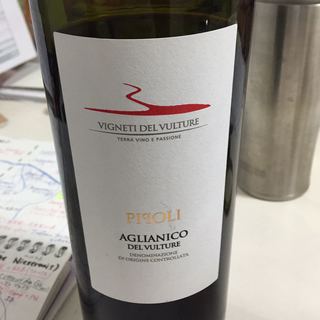 VIGNETI DEL VULTURE
TERRA VINO E PASSIONE
PIPOLI
AGLIANICO
DEL VULTURE
DENOMINAZIONE
DI ORIGINE CONTROLLATA